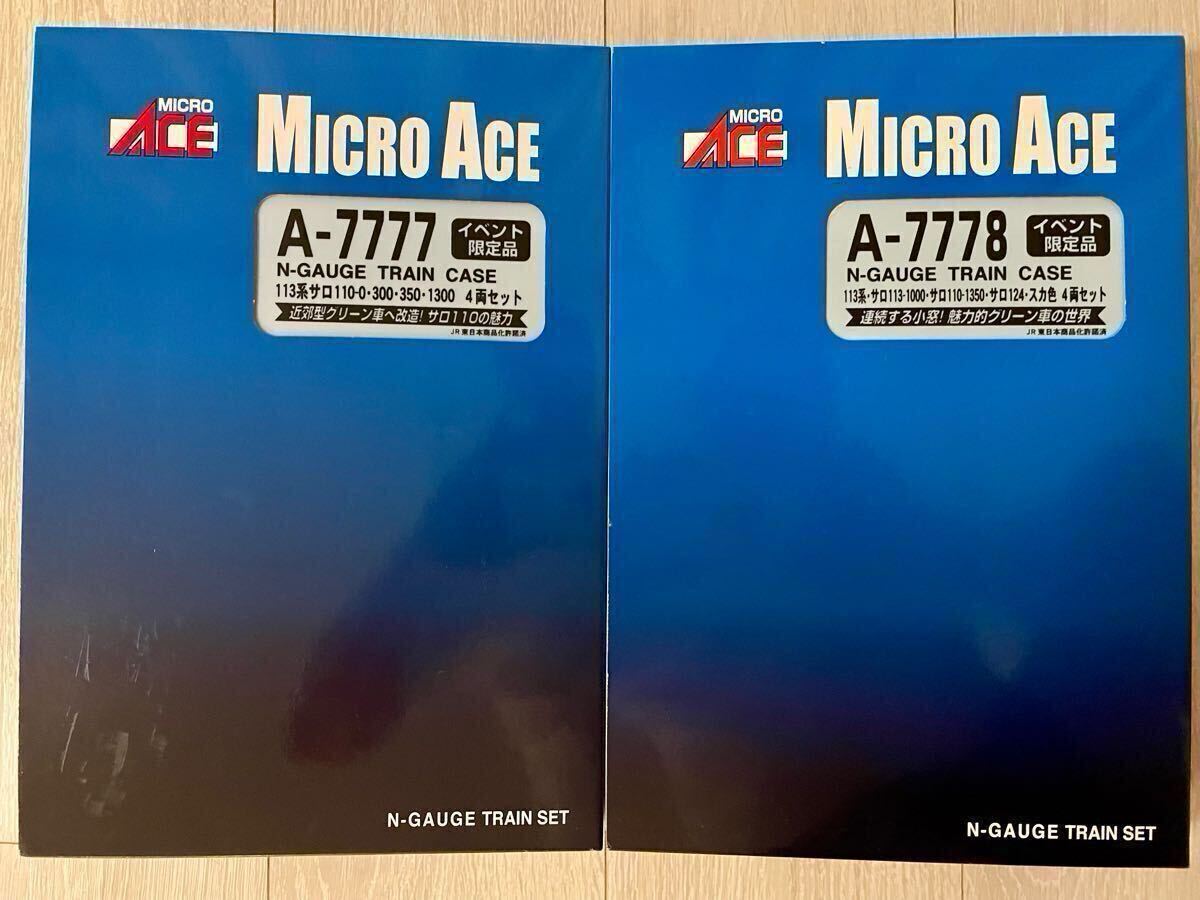 MICRO
ACE
MICRO ACE
A-7777
イベント
限定品
N-GAUGE TRAIN CASE
113系サロ110-0・300・350・1300 4両セット
近郊型グリーン車へ改造! サロ110の魅力
JR東日本商品化許諾済
N-GAUGE TRAIN SET
MICRO
ACE
MICRO ACE
A-7778
イベント
限定品
N-GAUGE TRAIN CASE
113系・サロ113-1000・サロ110-1350・サロ124・スカ色 4両セット
連続する小窓! 魅力的グリーン車の世界
JR東日本商品化許諾済
N-GAUGE TRAIN SET